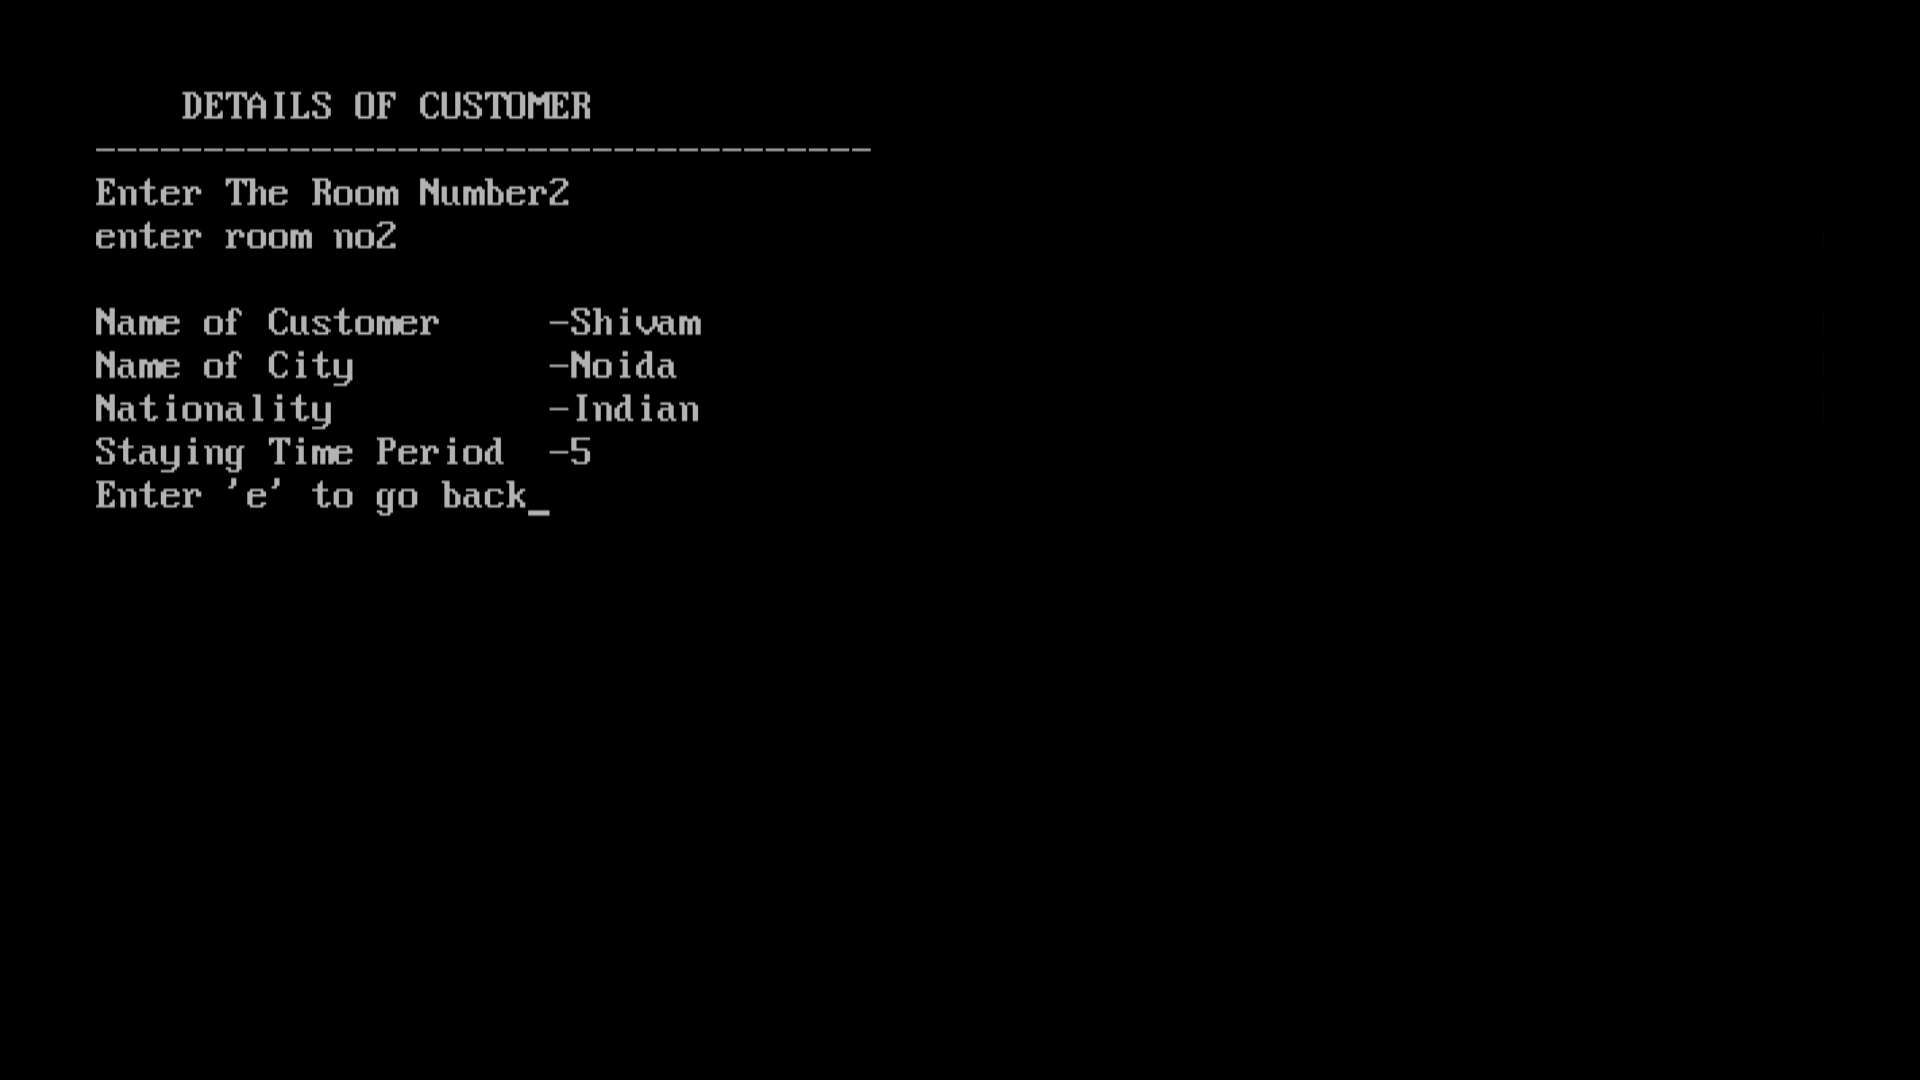 DETAILS OF CUSTOMER
------------------------------------
Enter The Room Number2
enter room no2
Name of Customer     -Shivam
Name of City         -Noida
Nationality          -Indian
Staying Time Period  -5
Enter 'e' to go back_